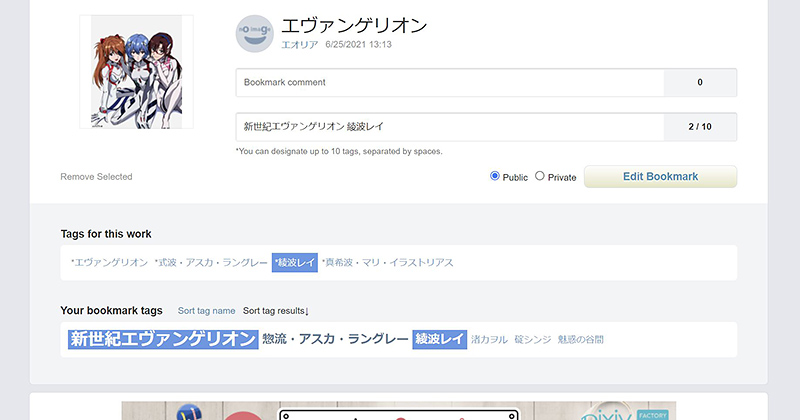 no image
エヴァンゲリオン
エオリア 6/25/2021 13:13
Bookmark comment 0
新世紀エヴァンゲリオン 綾波レイ 2 / 10
*You can designate up to 10 tags, separated by spaces.
Remove Selected Public Private Edit Bookmark
Tags for this work
*エヴァンゲリオン *式波・アスカ・ラングレー *綾波レイ *真希波・マリ・イラストリアス
Your bookmark tags Sort tag name Sort tag results↓
新世紀エヴァンゲリオン 惣流・アスカ・ラングレー 綾波レイ 渚カヲル 碇シンジ 魅惑の谷間
pixiv FACTORY